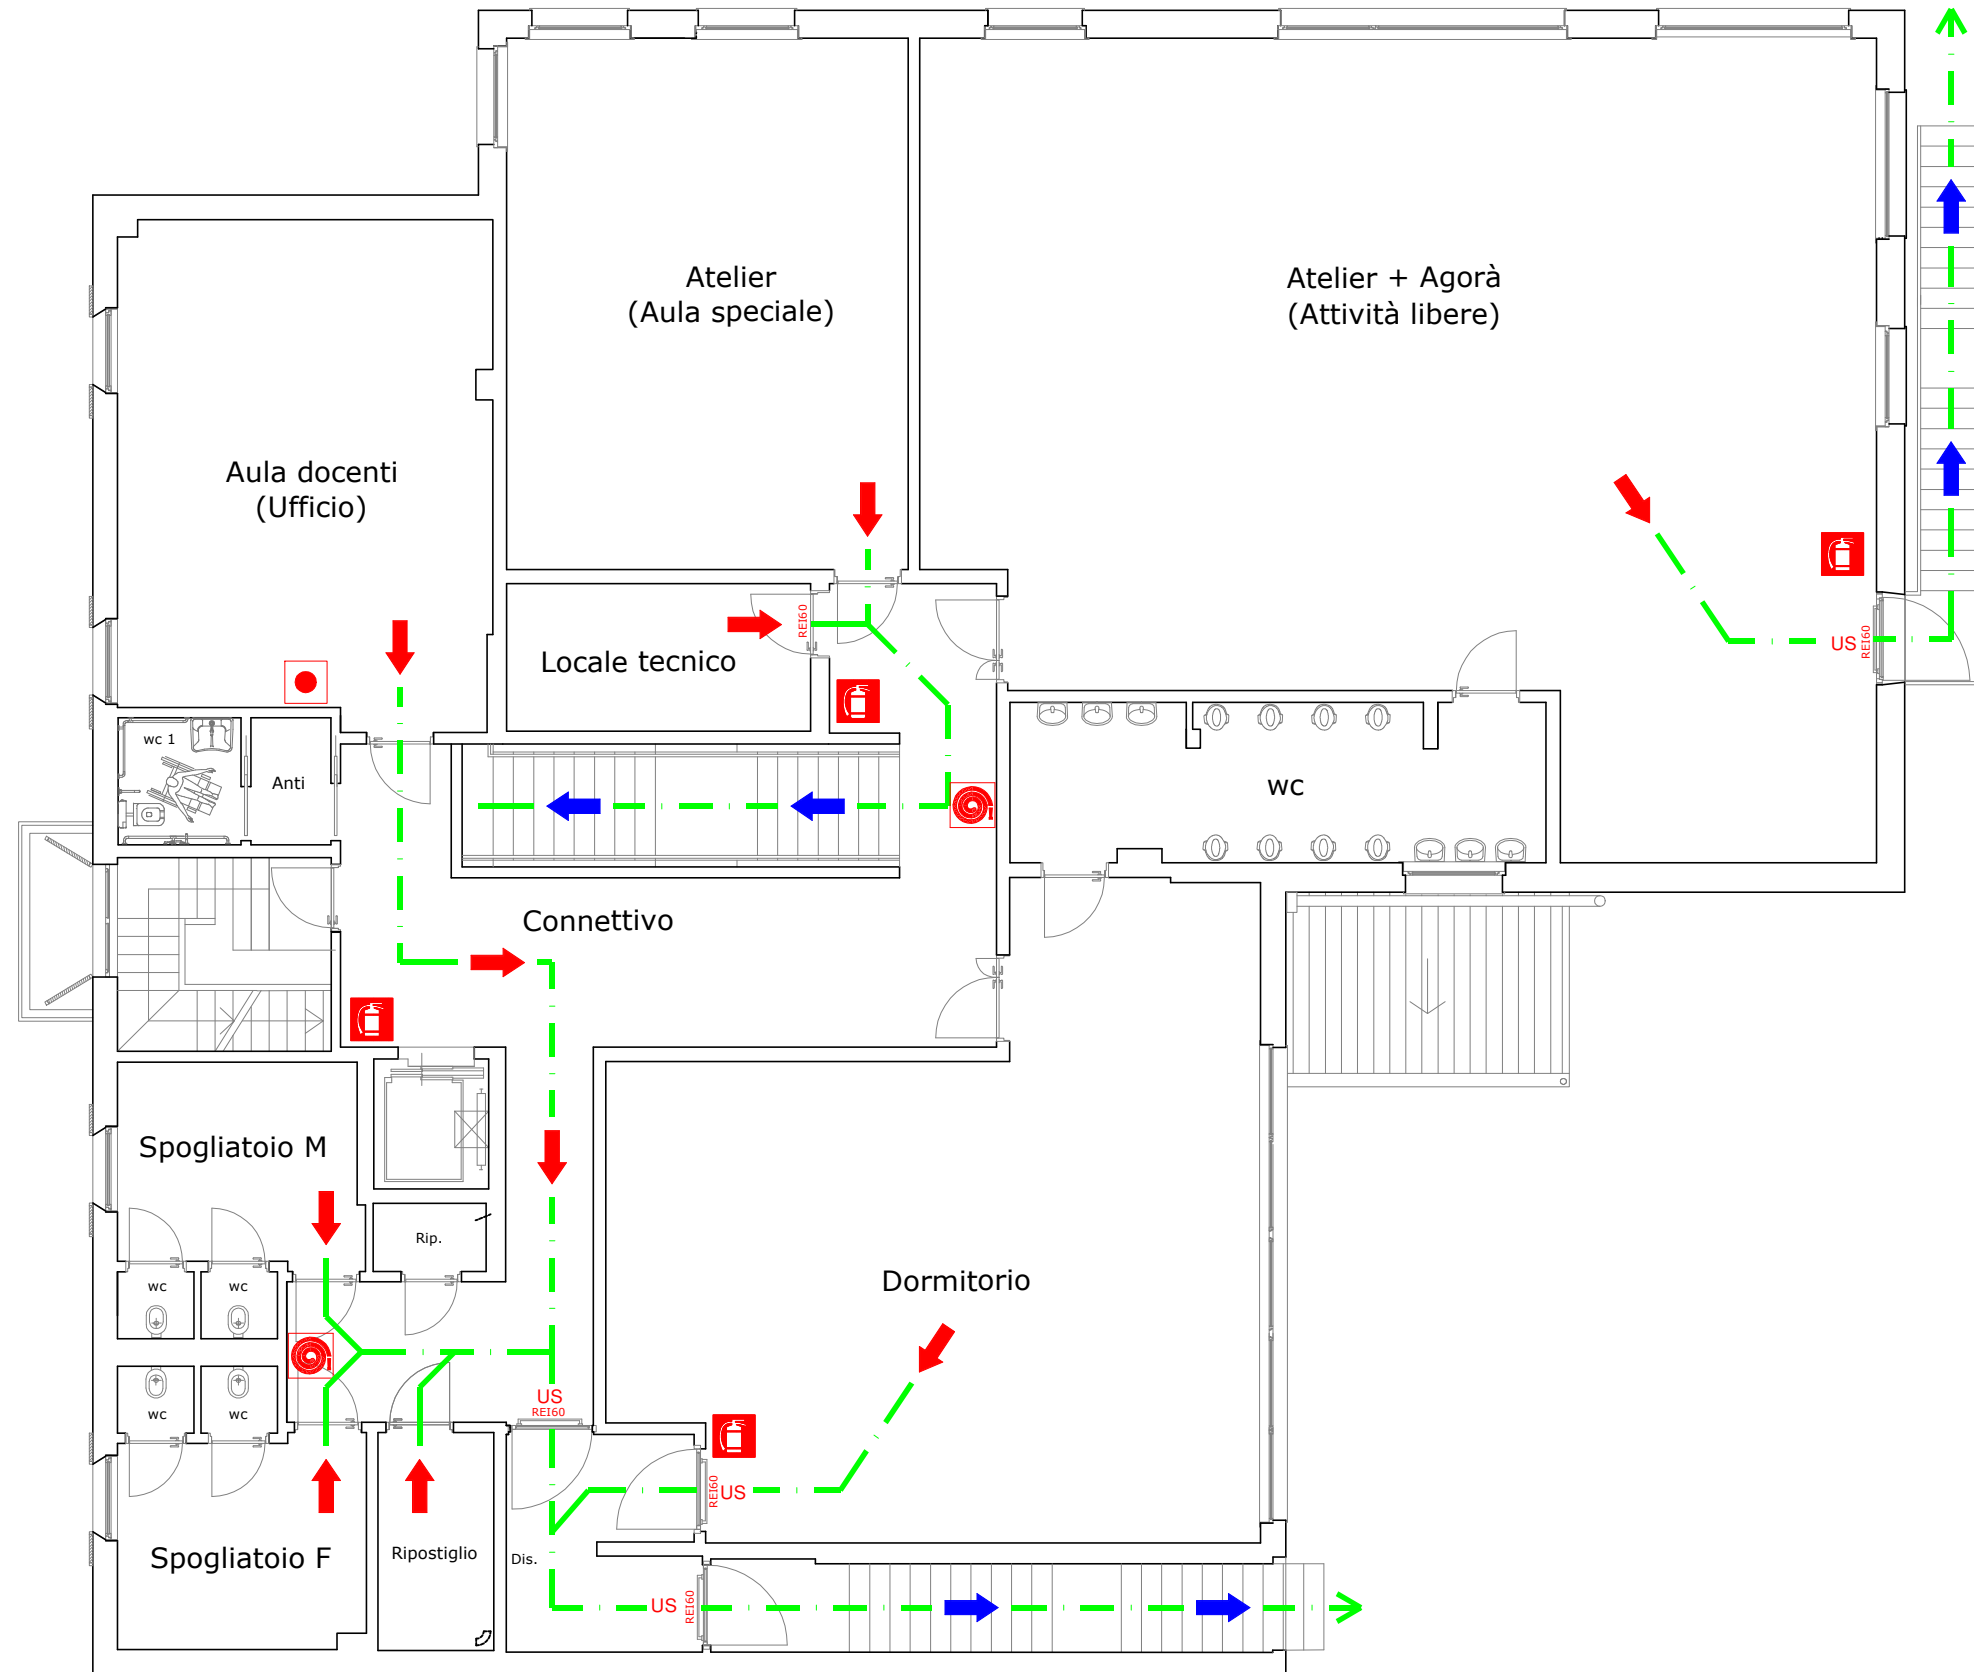 Atelier
(Aula speciale)
Atelier + Agorà
(Attività libere)
Aula docenti
(Ufficio)
REI60
Locale tecnico
US
REI60
wc 1
Anti
wc
Connettivo
Spogliatoio M
Rip.
Dormitorio
wc
wc
US
REI60
wc
wc
REI60
US
Spogliatoio F
Ripostiglio
Dis.
US
REI60